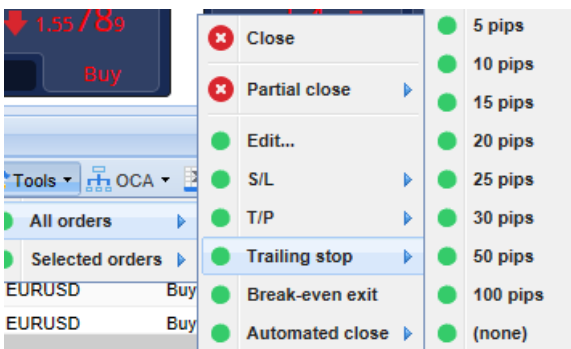 1.55789
Buy
Tools
OCA
All orders
Selected orders
EURUSD Buy
EURUSD Buy
Close
Partial close
Edit...
S/L
T/P
Trailing stop
Break-even exit
Automated close
5 pips
10 pips
15 pips
20 pips
25 pips
30 pips
50 pips
100 pips
(none)